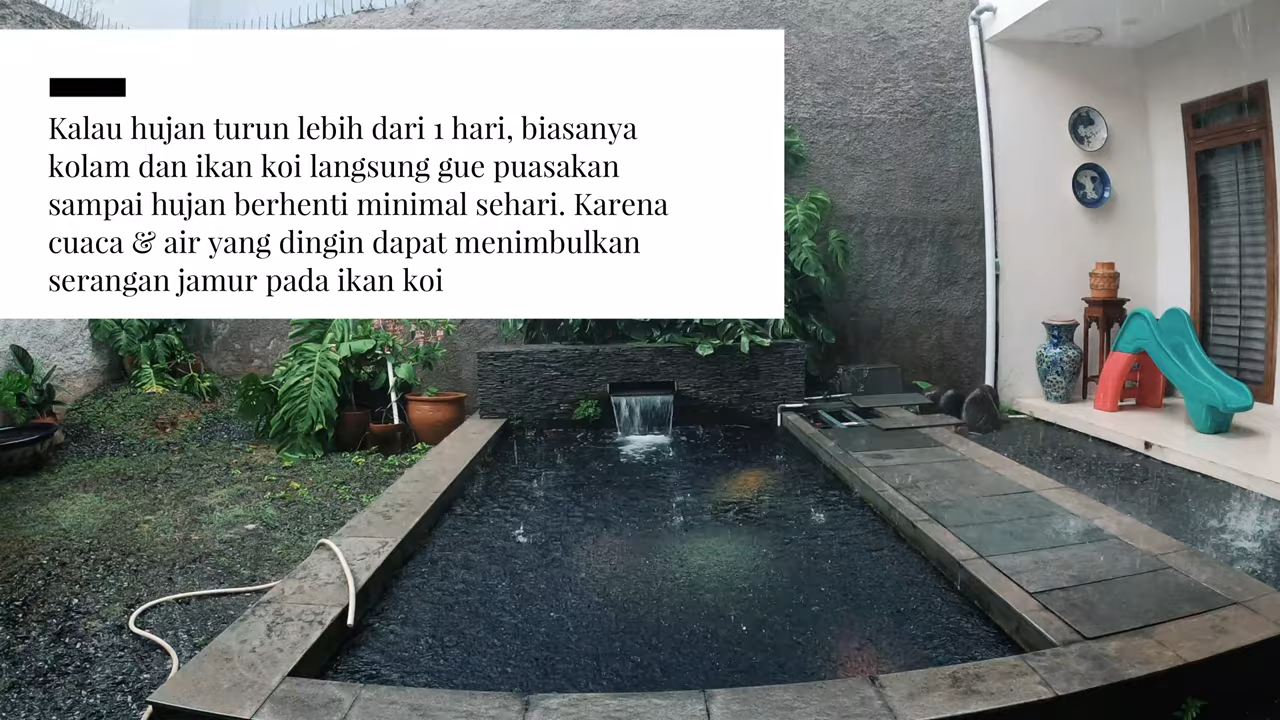 Kalau hujan turun lebih dari 1 hari, biasanya
kolam dan ikan koi langsung gue puasakan
sampai hujan berhenti minimal sehari. Karena
cuaca & air yang dingin dapat menimbulkan
serangan jamur pada ikan koi